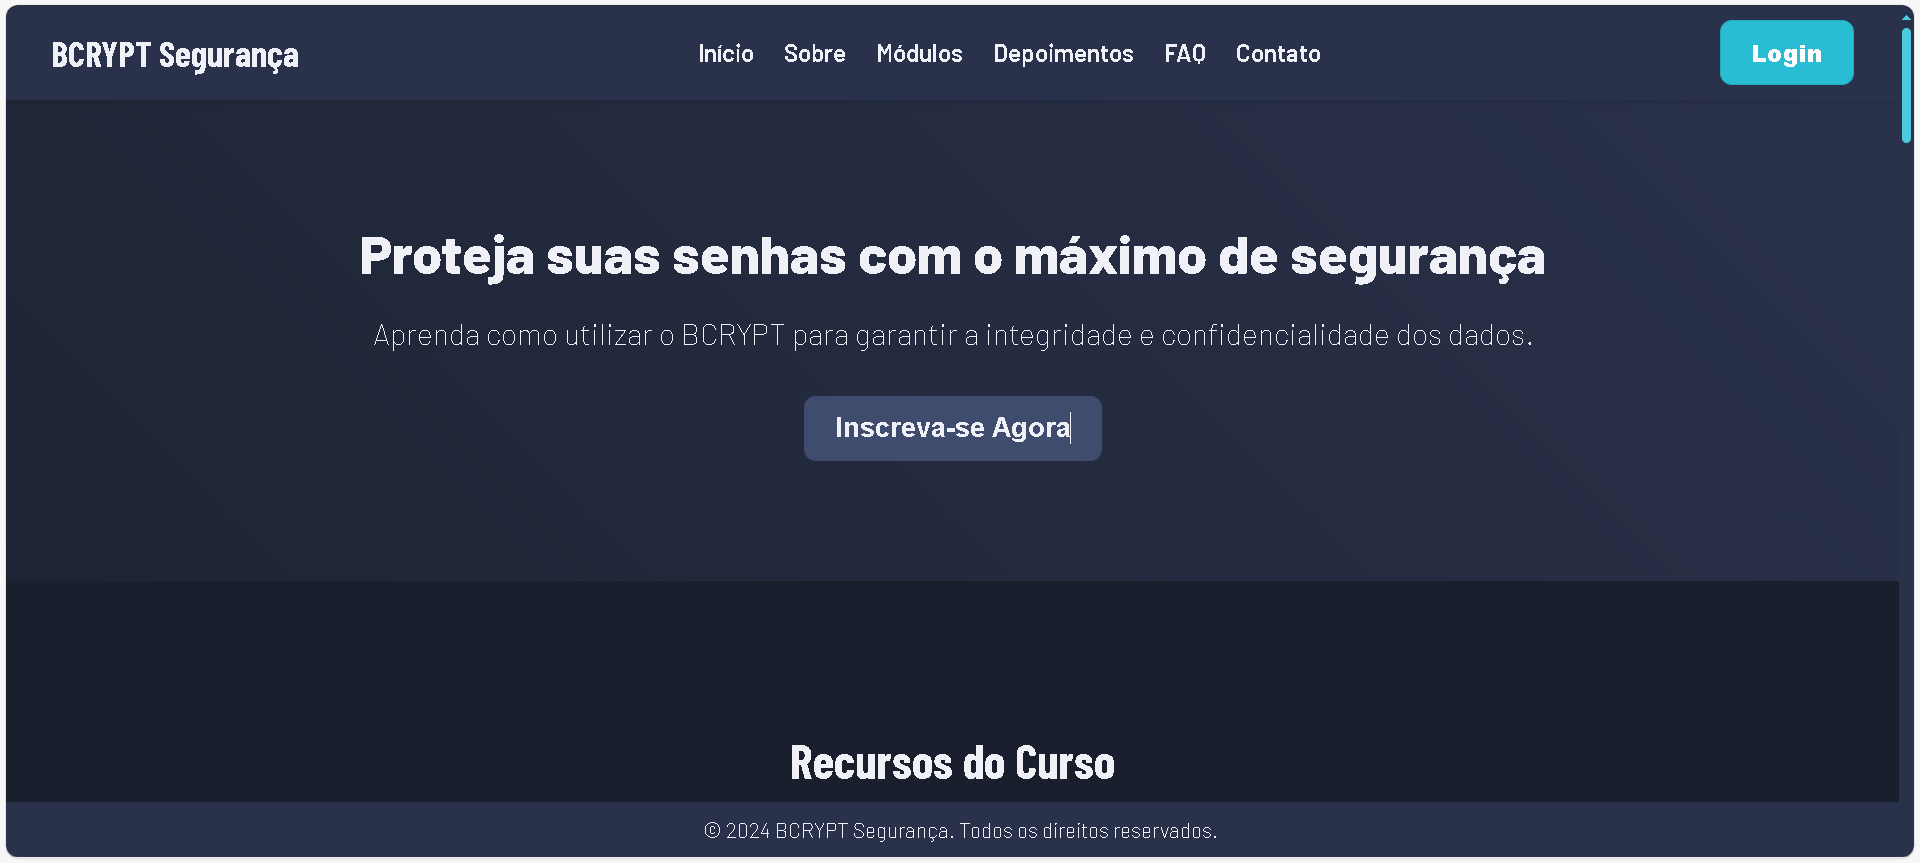 BCRYPT Segurança
Início Sobre Módulos Depoimentos FAQ Contato
Login
Proteja suas senhas com o máximo de segurança
Aprenda como utilizar o BCRYPT para garantir a integridade e confidencialidade dos dados.
Inscreva-se Agora
Recursos do Curso
© 2024 BCRYPT Segurança. Todos os direitos reservados.